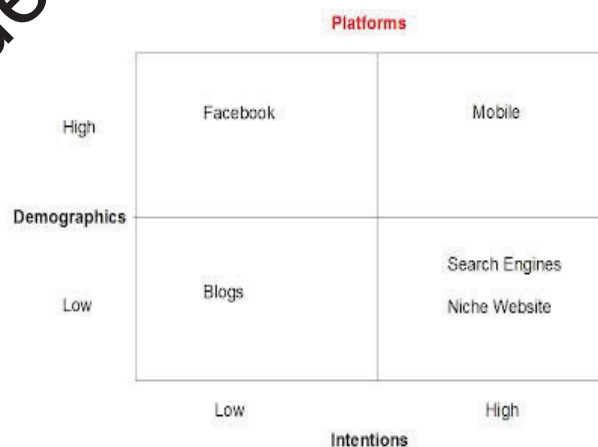 Platforms
Facebook
Mobile
High
Demographics
Search Engines
Blogs
Niche Website
Low
Low
High
Intentions